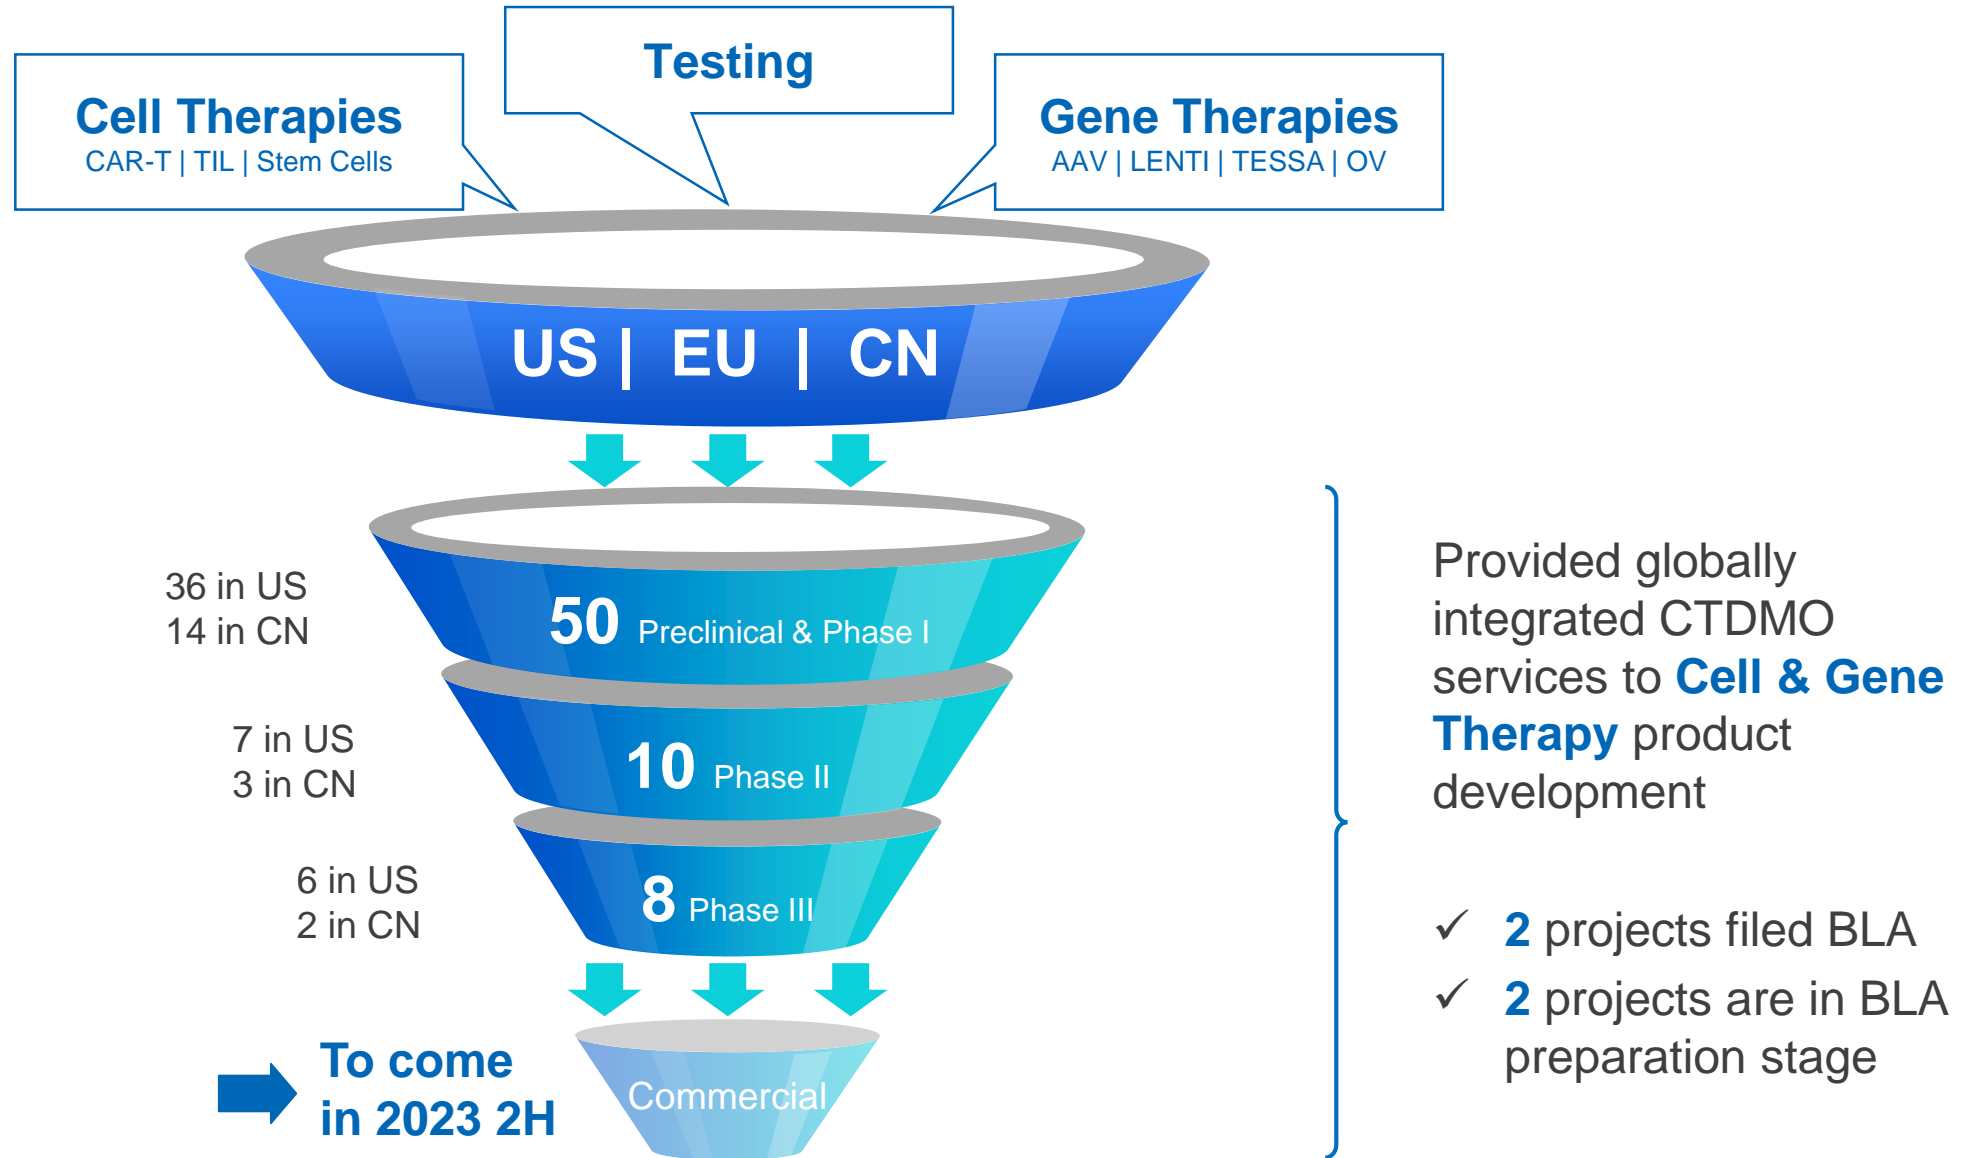 Testing
Cell Therapies
CAR-T | TIL | Stem Cells
Gene Therapies
AAV | LENTI | TESSA | OV
US | EU | CN
36 in US
14 in CN
50 Preclinical & Phase I
7 in US
3 in CN
10 Phase II
6 in US
2 in CN
8 Phase III
To come
in 2023 2H
Commercial
Provided globally
integrated CTDMO
services to Cell & Gene
Therapy product
development
✓ 2 projects filed BLA
✓ 2 projects are in BLA
preparation stage